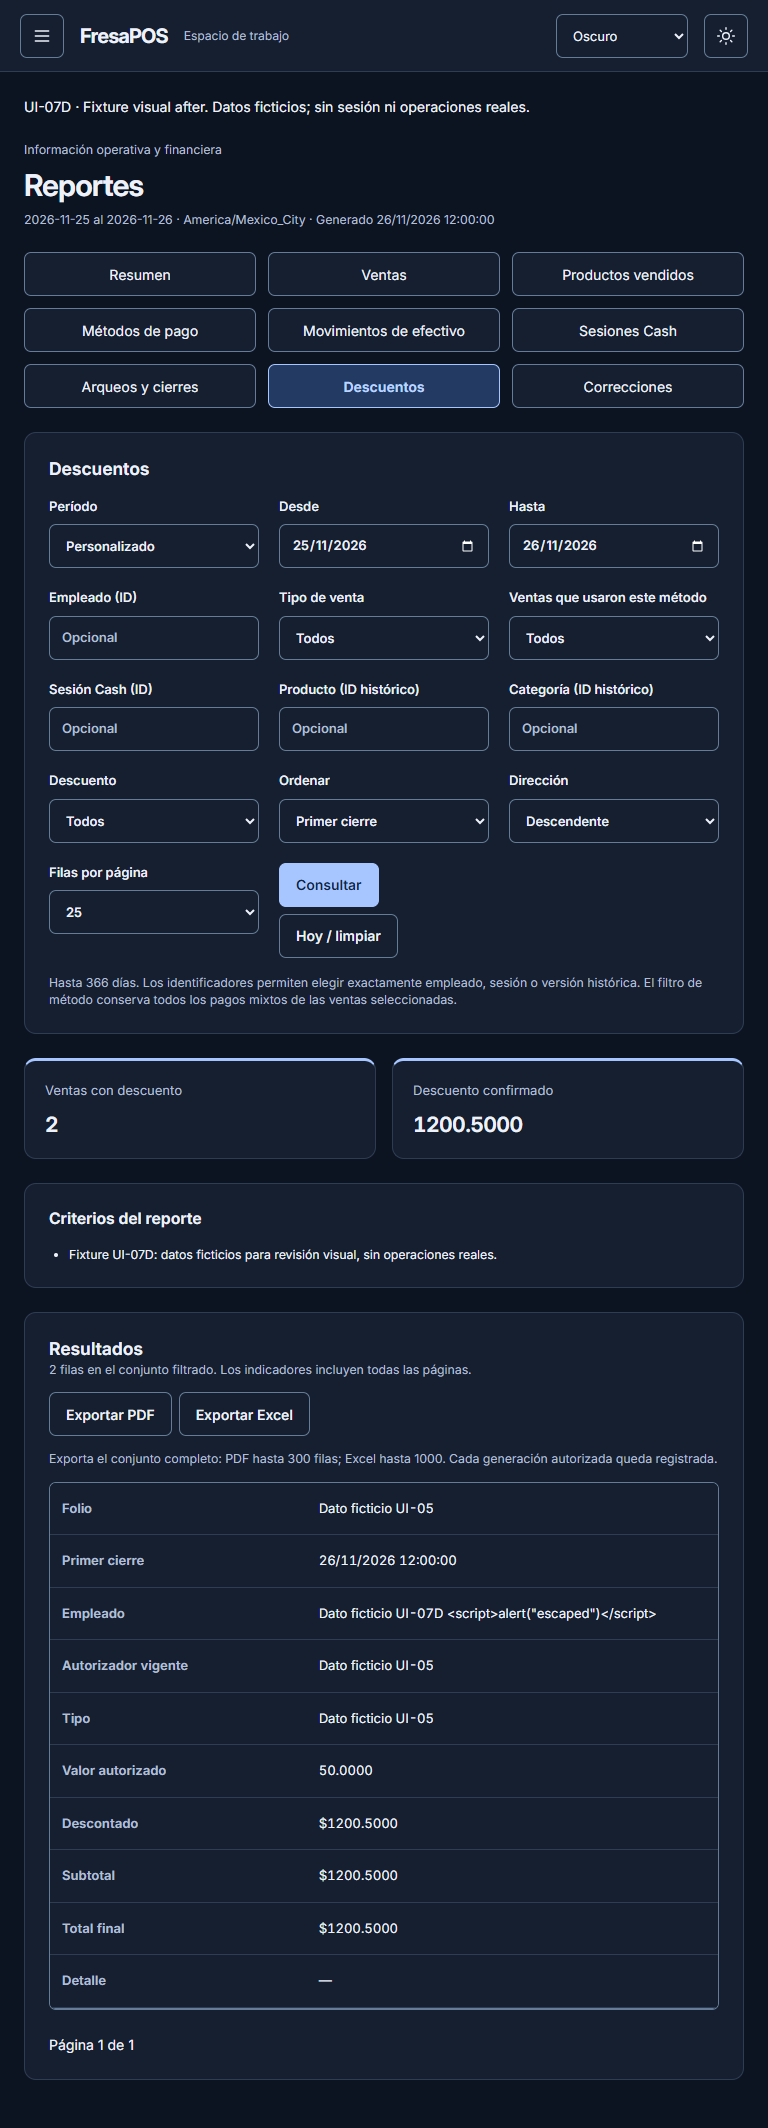 FresaPOS
Espacio de trabajo
Oscuro
UI-07D · Fixture visual after. Datos ficticios; sin sesión ni operaciones reales.
Información operativa y financiera
Reportes
2026-11-25 al 2026-11-26 · America/Mexico_City · Generado 26/11/2026 12:00:00
Resumen
Ventas
Productos vendidos
Métodos de pago
Movimientos de efectivo
Sesiones Cash
Arqueos y cierres
Descuentos
Correcciones
Descuentos
Período
Desde
Hasta
Personalizado
25/11/2026
26/11/2026
Empleado (ID)
Tipo de venta
Ventas que usaron este método
Opcional
Todos
Todos
Sesión Cash (ID)
Producto (ID histórico)
Categoría (ID histórico)
Opcional
Opcional
Opcional
Descuento
Ordenar
Dirección
Todos
Primer cierre
Descendente
Filas por página
25
Consultar
Hoy / limpiar
Hasta 366 días. Los identificadores permiten elegir exactamente empleado, sesión o versión histórica. El filtro de
método conserva todos los pagos mixtos de las ventas seleccionadas.
Ventas con descuento
2
Descuento confirmado
1200.5000
Criterios del reporte
• Fixture UI-07D: datos ficticios para revisión visual, sin operaciones reales.
Resultados
2 filas en el conjunto filtrado. Los indicadores incluyen todas las páginas.
Exportar PDF
Exportar Excel
Exporta el conjunto completo: PDF hasta 300 filas; Excel hasta 1000. Cada generación autorizada queda registrada.
Folio Dato ficticio UI-05
Primer cierre 26/11/2026 12:00:00
Empleado Dato ficticio UI-07D <script>alert("escaped")</script>
Autorizador vigente Dato ficticio UI-05
Tipo Dato ficticio UI-05
Valor autorizado 50.0000
Descontado $1200.5000
Subtotal $1200.5000
Total final $1200.5000
Detalle —
Página 1 de 1